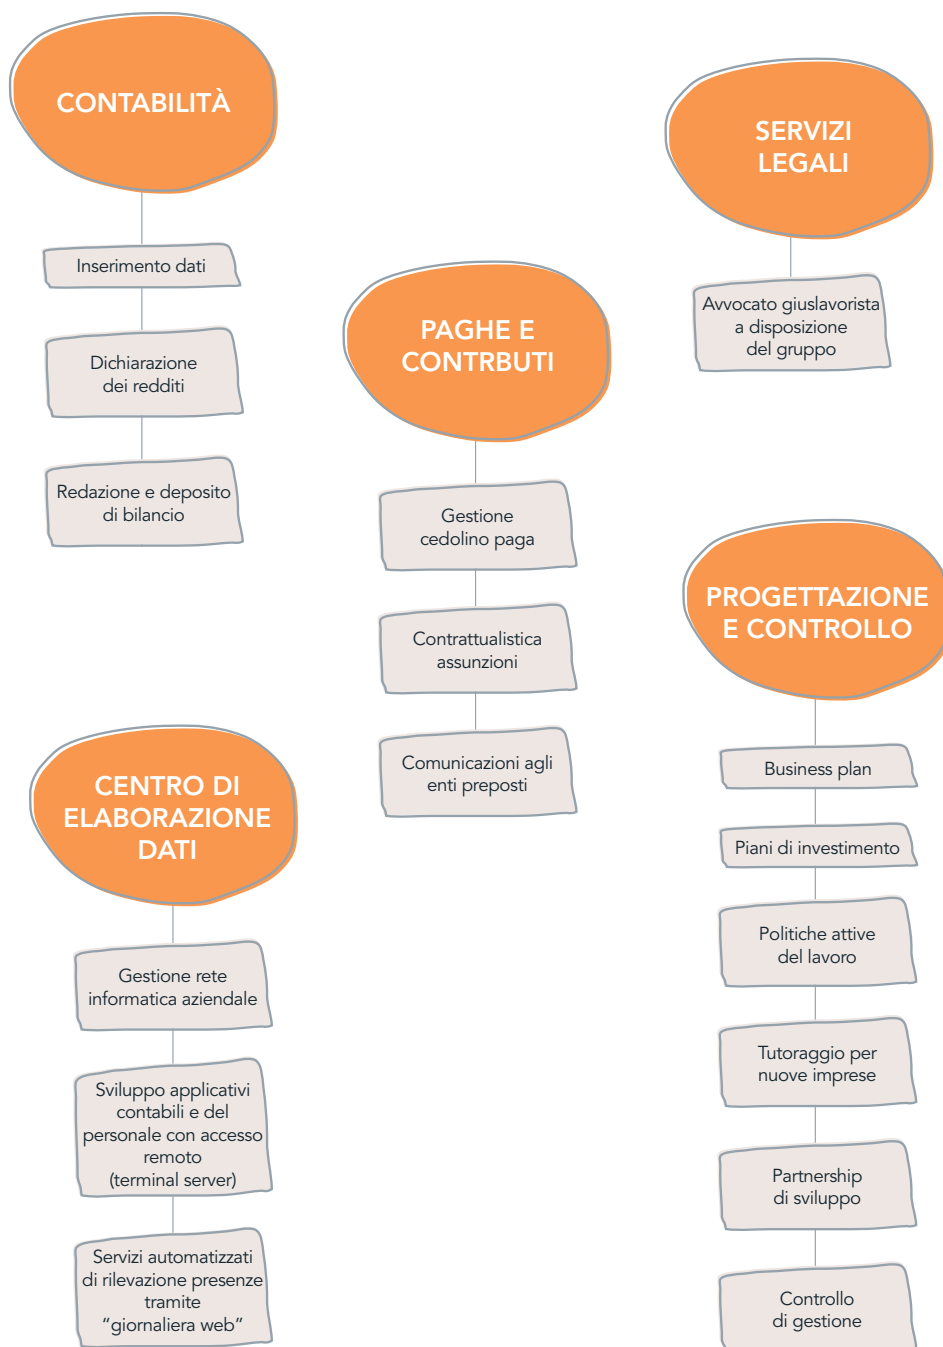 CONTABILITÀ
Inserimento dati
Dichiarazione
dei redditi
Redazione e deposito
di bilancio
SERVIZI
LEGALI
Avvocato giuslavorista
a disposizione
del gruppo
PAGHE E
CONTRBUTI
Gestione
cedolino paga
Contrattualistica
assunzioni
Comunicazioni agli
enti preposti
CENTRO DI
ELABORAZIONE
DATI
Gestione rete
informatica aziendale
Sviluppo applicativi
contabili e del
personale con accesso
remoto
(terminal server)
Servizi automatizzati
di rilevazione presenze
tramite
“giornaliera web”
PROGETTAZIONE
E CONTROLLO
Business plan
Piani di investimento
Politiche attive
del lavoro
Tutoraggio per
nuove imprese
Partnership
di sviluppo
Controllo
di gestione